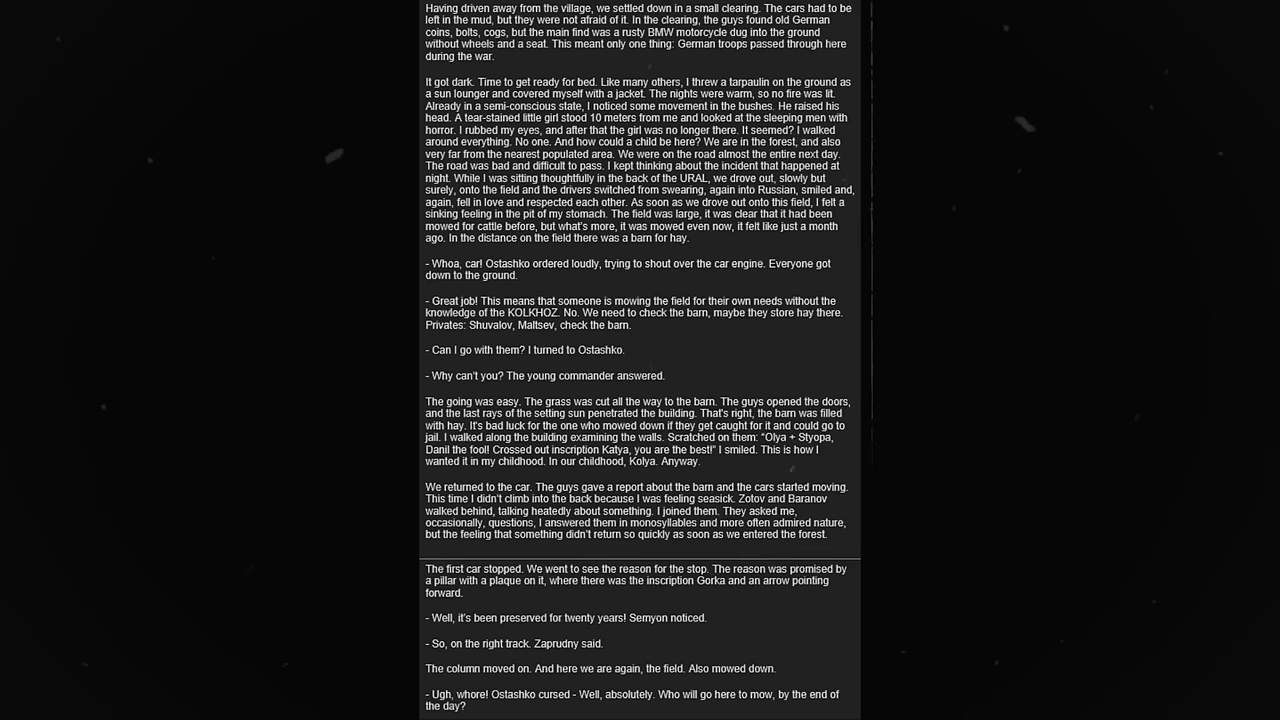 Having driven away from the village, we settled down in a small clearing. The cars had to be
left in the mud, but they were not afraid of it. In the clearing, the guys found old German
coins, bolts, cogs, but the main find was a rusty BMW motorcycle dug into the ground
without wheels and a seat. This meant only one thing: German troops passed through here
during the war.
It got dark. Time to get ready for bed. Like many others, I threw a tarpaulin on the ground as
a sun lounger and covered myself with a jacket. The nights were warm, so no fire was lit.
Already in a semi-conscious state, I noticed some movement in the bushes. He raised his
head. A tear-stained little girl stood 10 meters from me and looked at the sleeping men with
horror. I rubbed my eyes, and after that the girl was no longer there. It seemed? I walked
around everything. No one. And how could a child be here? We are in the forest, and also
very far from the nearest populated area. We were on the road almost the entire next day.
The road was bad and difficult to pass. I kept thinking about the incident that happened at
night. While I was sitting thoughtfully in the back of the URAL, we drove out, slowly but
surely, onto the field and the drivers switched from swearing, again into Russian, smiled and,
again, fell in love and respected each other. As soon as we drove out onto this field, I felt a
sinking feeling in the pit of my stomach. The field was large, it was clear that it had been
mowed for cattle before, but what's more, it was mowed even now, it felt like just a month
ago. In the distance on the field there was a barn for hay.
- Whoa, car! Ostashko ordered loudly, trying to shout over the car engine. Everyone got
down to the ground.
- Great job! This means that someone is mowing the field for their own needs without the
knowledge of the KOLKHOZ. No. We need to check the barn, maybe they store hay there.
Privates: Shuvalov, Maltsev, check the barn.
- Can I go with them? I turned to Ostashko.
- Why can't you? The young commander answered.
The going was easy. The grass was cut all the way to the barn. The guys opened the doors,
and the last rays of the setting sun penetrated the building. That's right, the barn was filled
with hay. It's bad luck for the one who mowed down if they get caught for it and could go to
jail. I walked along the building examining the walls. Scratched on them: "Olya + Styopa,
Danil the fool! Crossed out inscription Katya, you are the best!" I smiled. This is how I
wanted it in my childhood. In our childhood, Kolya. Anyway.
We returned to the car. The guys gave a report about the barn and the cars started moving.
This time I didn't climb into the back because I was feeling seasick. Zotov and Baranov
walked behind, talking heatedly about something. I joined them. They asked me,
occasionally, questions, I answered them in monosyllables and more often admired nature,
but the feeling that something didn't return so quickly as soon as we entered the forest.
The first car stopped. We went to see the reason for the stop. The reason was promised by
a pillar with a plaque on it, where there was the inscription Gorka and an arrow pointing
forward.
- Well, it's been preserved for twenty years! Semyon noticed.
- So, on the right track. Zaprudny said.
The column moved on. And here we are again, the field. Also mowed down.
- Ugh, whore! Ostashko cursed - Well, absolutely. Who will go here to mow, by the end of
the day?